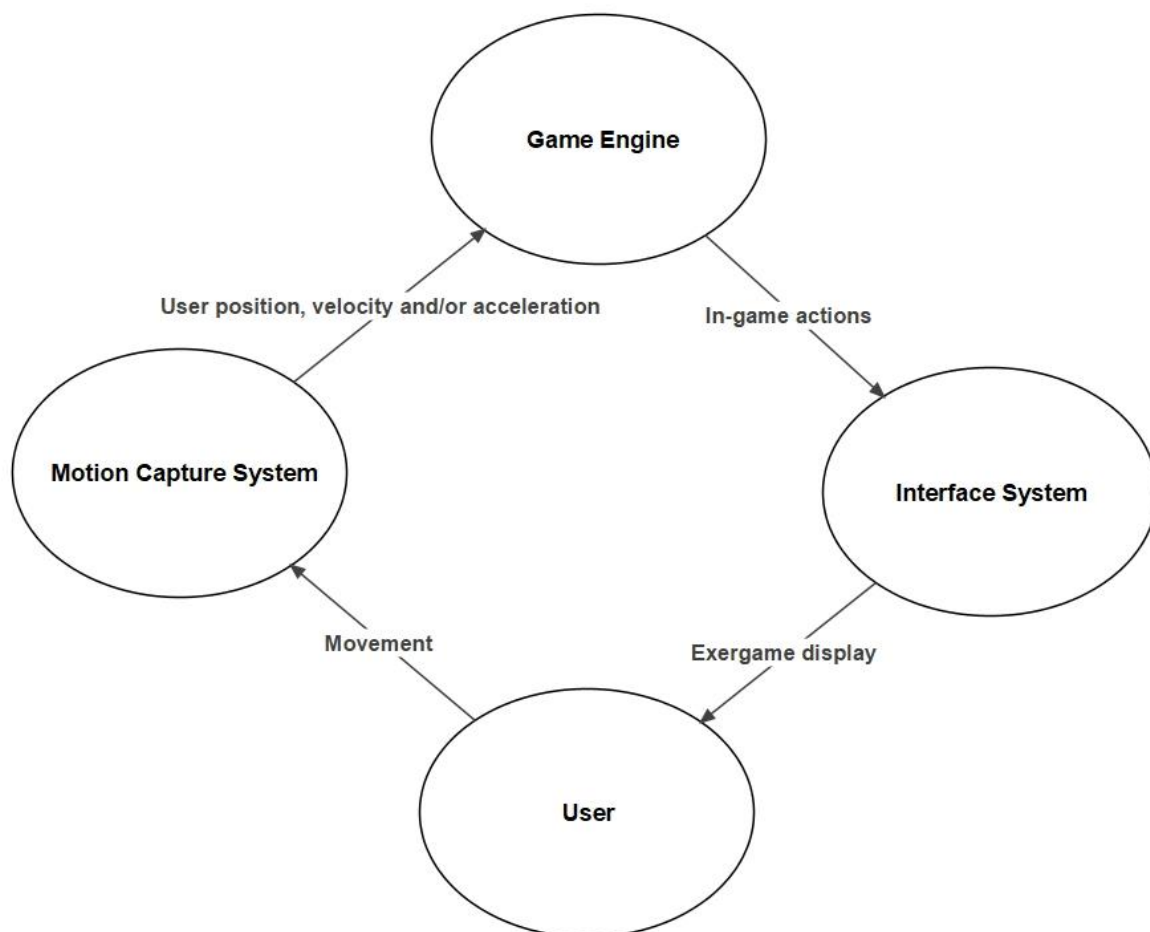 Game Engine
User position, velocity and/or acceleration
In-game actions
Motion Capture System
Interface System
Movement
Exergame display
User